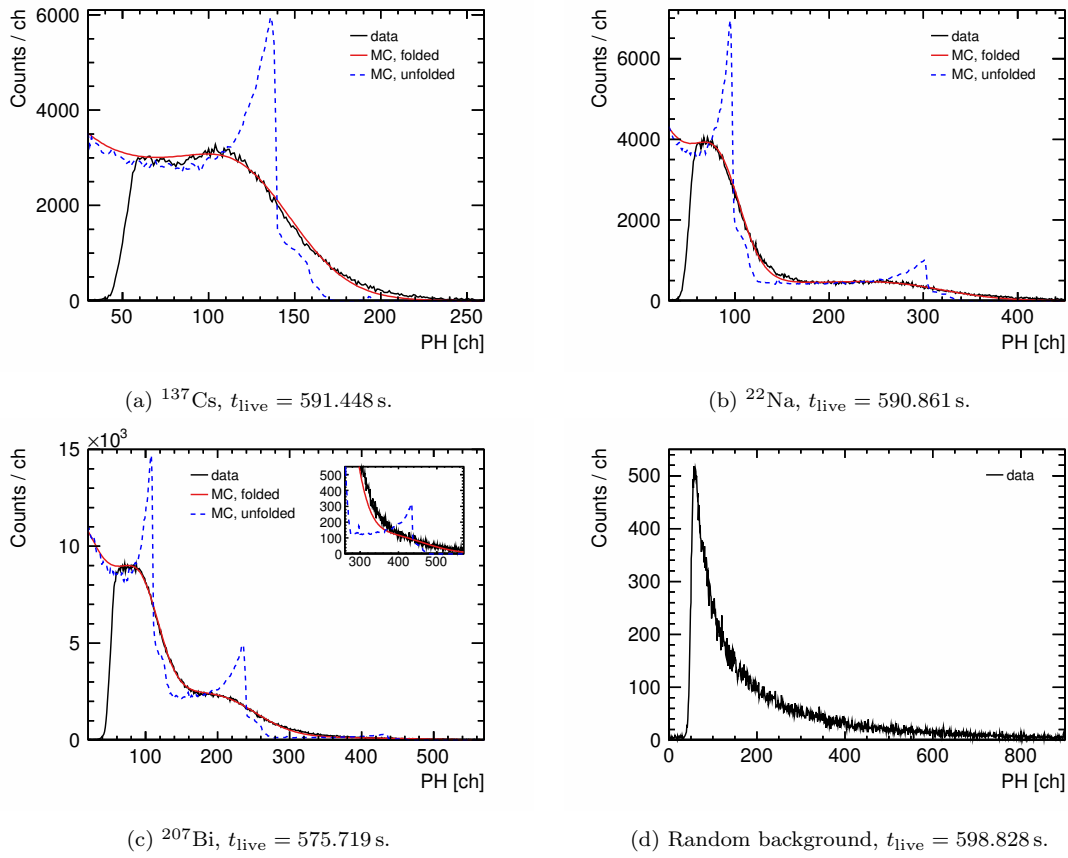 Counts / ch
6000
4000
2000
0
data
MC, folded
MC, unfolded
50 100 150 200 250
PH [ch]
(a) ¹³⁷Cs, t_live = 591.448 s.
Counts / ch
6000
4000
2000
0
data
MC, folded
MC, unfolded
100 200 300 400
PH [ch]
(b) ²²Na, t_live = 590.861 s.
Counts / ch
×10³
15
10
5
0
data
MC, folded
MC, unfolded
500
400
300
200
100
0
300 400 500
100 200 300 400 500
PH [ch]
(c) ²⁰⁷Bi, t_live = 575.719 s.
Counts / ch
500
400
300
200
100
0
data
0 200 400 600 800
PH [ch]
(d) Random background, t_live = 598.828 s.